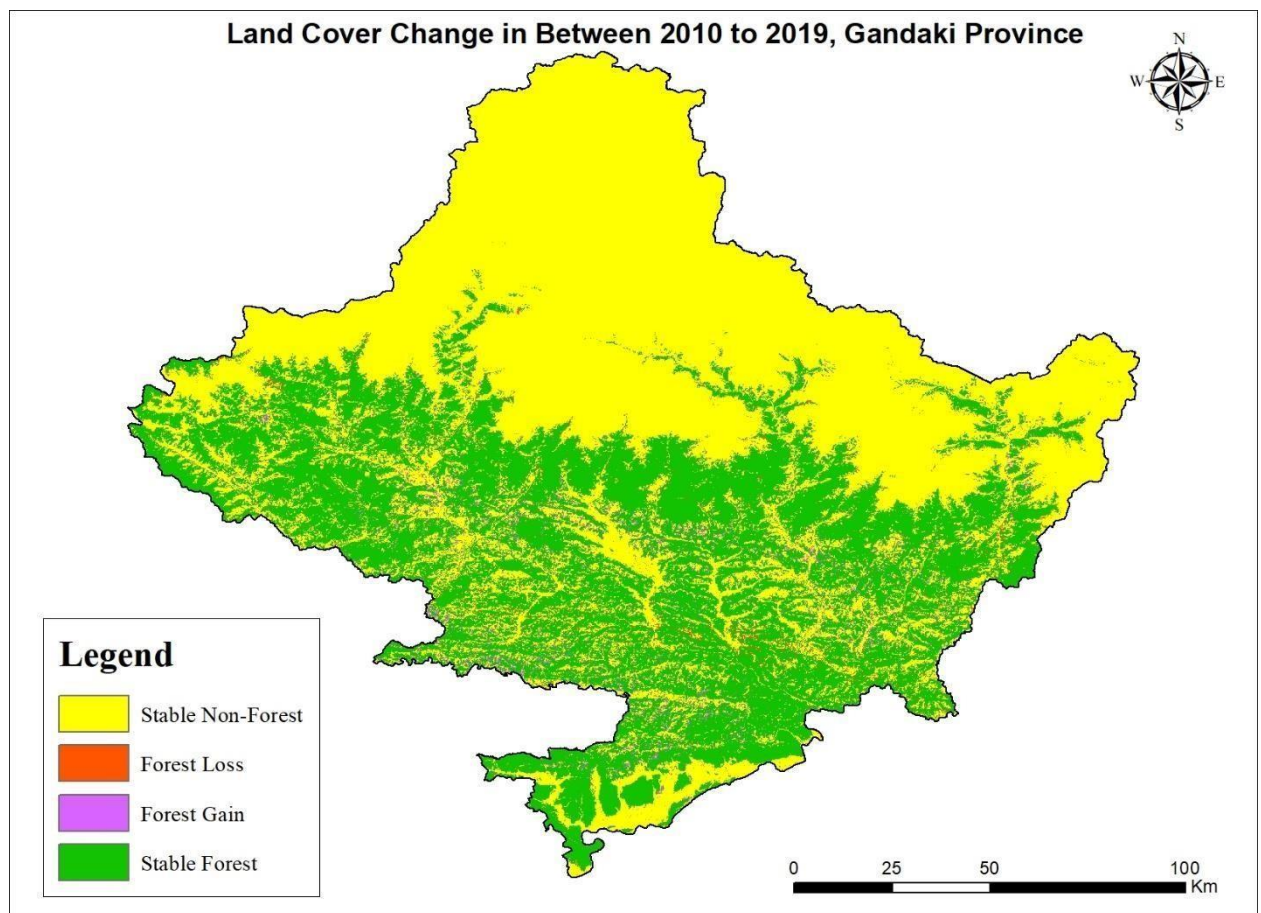 Land Cover Change in Between 2010 to 2019, Gandaki Province
N
W E
S
Legend
Stable Non-Forest
Forest Loss
Forest Gain
Stable Forest
0 25 50 100
Km